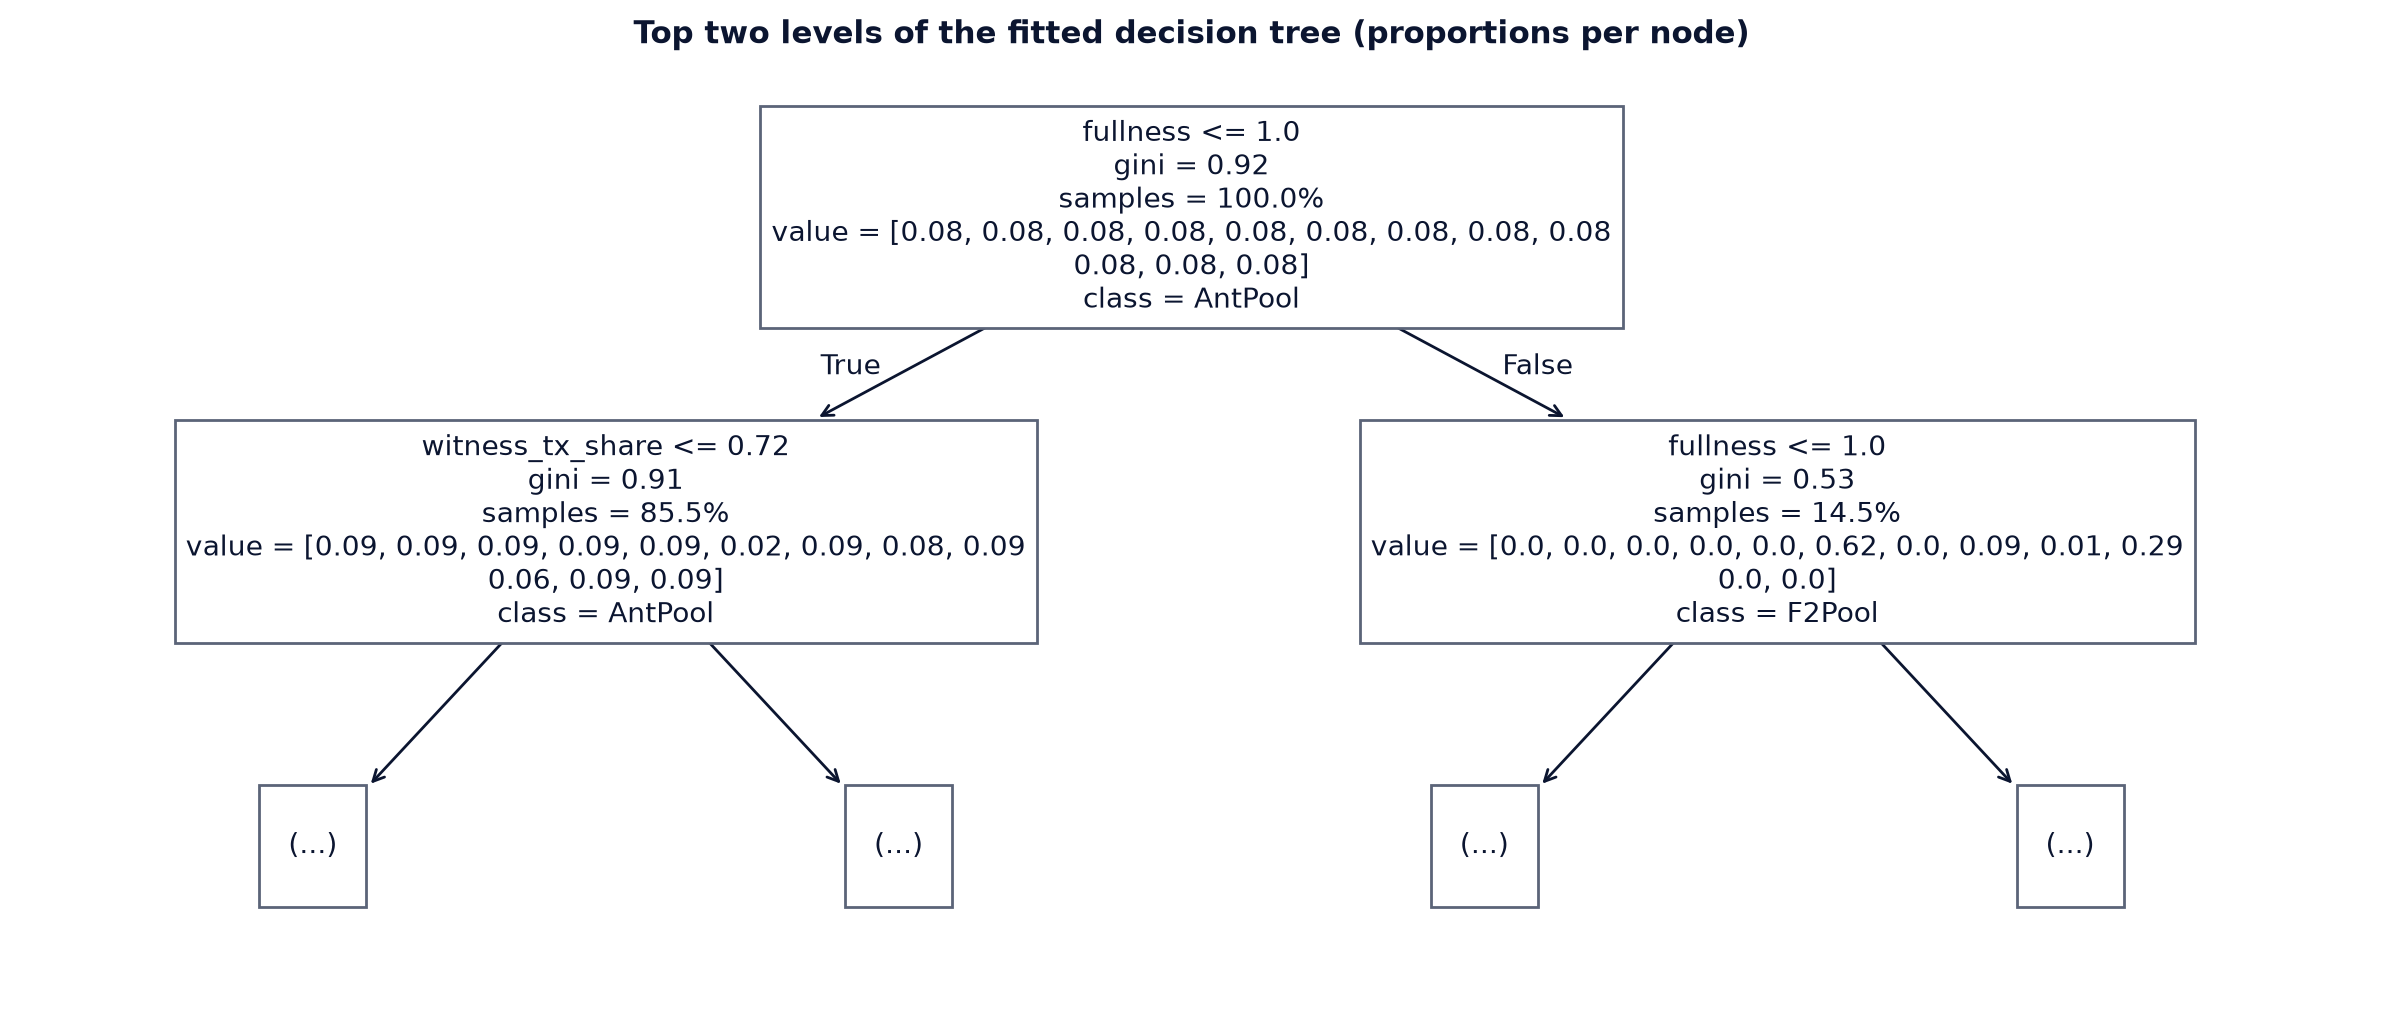 Top two levels of the fitted decision tree (proportions per node)
fullness <= 1.0
gini = 0.92
samples = 100.0%
value = [0.08, 0.08, 0.08, 0.08, 0.08, 0.08, 0.08, 0.08, 0.08
0.08, 0.08, 0.08]
class = AntPool
True
False
witness_tx_share <= 0.72
gini = 0.91
samples = 85.5%
value = [0.09, 0.09, 0.09, 0.09, 0.09, 0.02, 0.09, 0.08, 0.09
0.06, 0.09, 0.09]
class = AntPool
fullness <= 1.0
gini = 0.53
samples = 14.5%
value = [0.0, 0.0, 0.0, 0.0, 0.0, 0.62, 0.0, 0.09, 0.01, 0.29
0.0, 0.0]
class = F2Pool
(...)
(...)
(...)
(...)